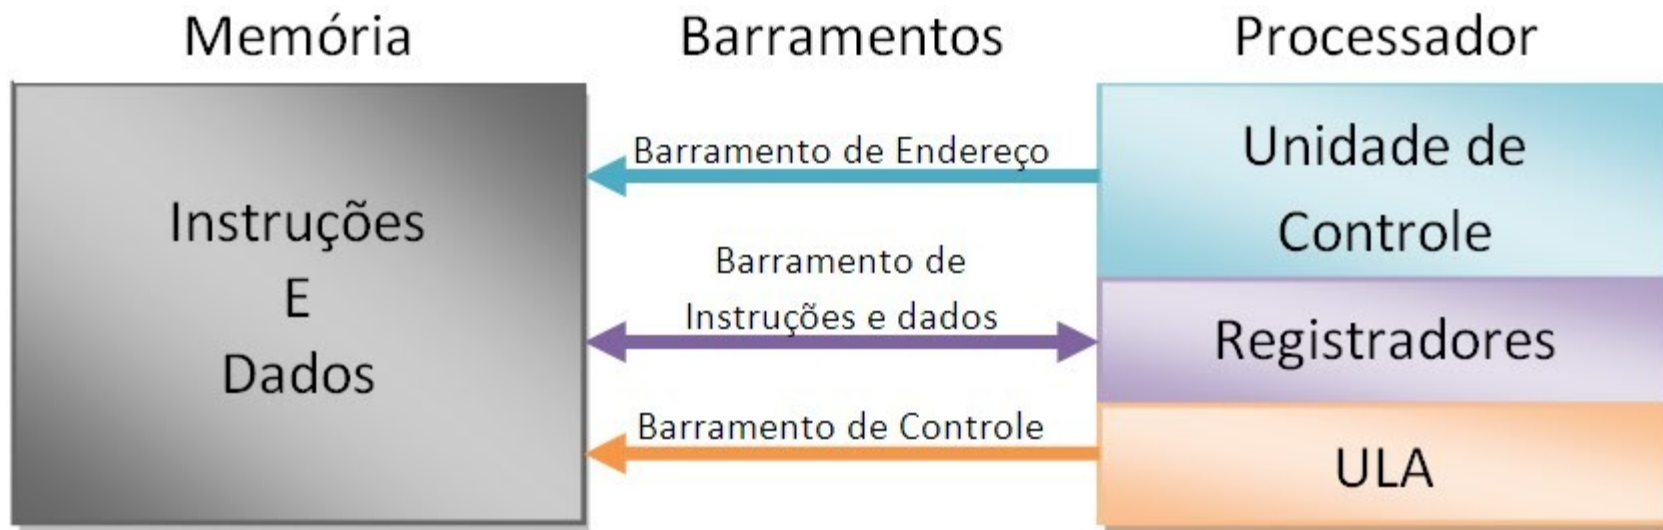 Memória
Barramentos
Processador
Instruções
E
Dados
Barramento de Endereço
Barramento de
Instruções e dados
Barramento de Controle
Unidade de
Controle
Registradores
ULA